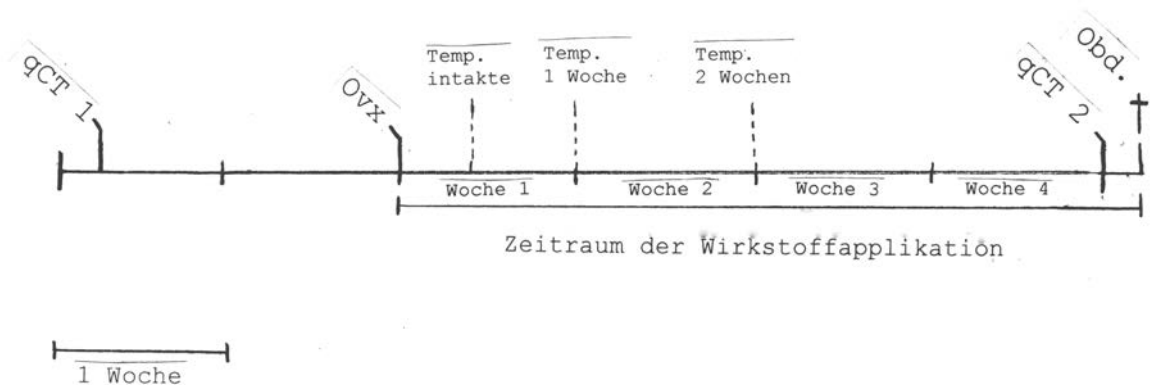 qCT 1
Ovx
Temp.
intakte
Temp.
1 Woche
Temp.
2 Wochen
qCT 2
Obd.
Woche 1
Woche 2
Woche 3
Woche 4
Zeitraum der Wirkstoffapplikation
1 Woche